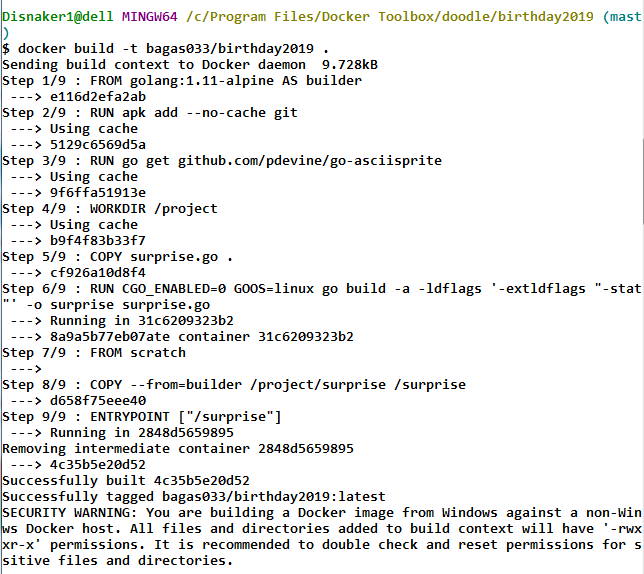 Disnaker1@dell MINGW64 /c/Program Files/Docker Toolbox/doodle/birthday2019 (mast
)
$ docker build -t bagas033/birthday2019 .
Sending build context to Docker daemon  9.728kB
Step 1/9 : FROM golang:1.11-alpine AS builder
 ---> e116d2efa2ab
Step 2/9 : RUN apk add --no-cache git
 ---> Using cache
 ---> 5129c6569d5a
Step 3/9 : RUN go get github.com/pdevine/go-asciisprite
 ---> Using cache
 ---> 9f6ffa51913e
Step 4/9 : WORKDIR /project
 ---> Using cache
 ---> b9f4f83b33f7
Step 5/9 : COPY surprise.go .
 ---> cf926a10d8f4
Step 6/9 : RUN CGO_ENABLED=0 GOOS=linux go build -a -ldflags '-extldflags "-stat
"' -o surprise surprise.go
 ---> Running in 31c6209323b2
 ---> 8a9a5b77eb07ate container 31c6209323b2
Step 7/9 : FROM scratch
 --->
Step 8/9 : COPY --from=builder /project/surprise /surprise
 ---> d658f75eee40
Step 9/9 : ENTRYPOINT ["/surprise"]
 ---> Running in 2848d5659895
Removing intermediate container 2848d5659895
 ---> 4c35b5e20d52
Successfully built 4c35b5e20d52
Successfully tagged bagas033/birthday2019:latest
SECURITY WARNING: You are building a Docker image from Windows against a non-Win
ws Docker host. All files and directories added to build context will have '-rwx
xr-x' permissions. It is recommended to double check and reset permissions for s
sitive files and directories.